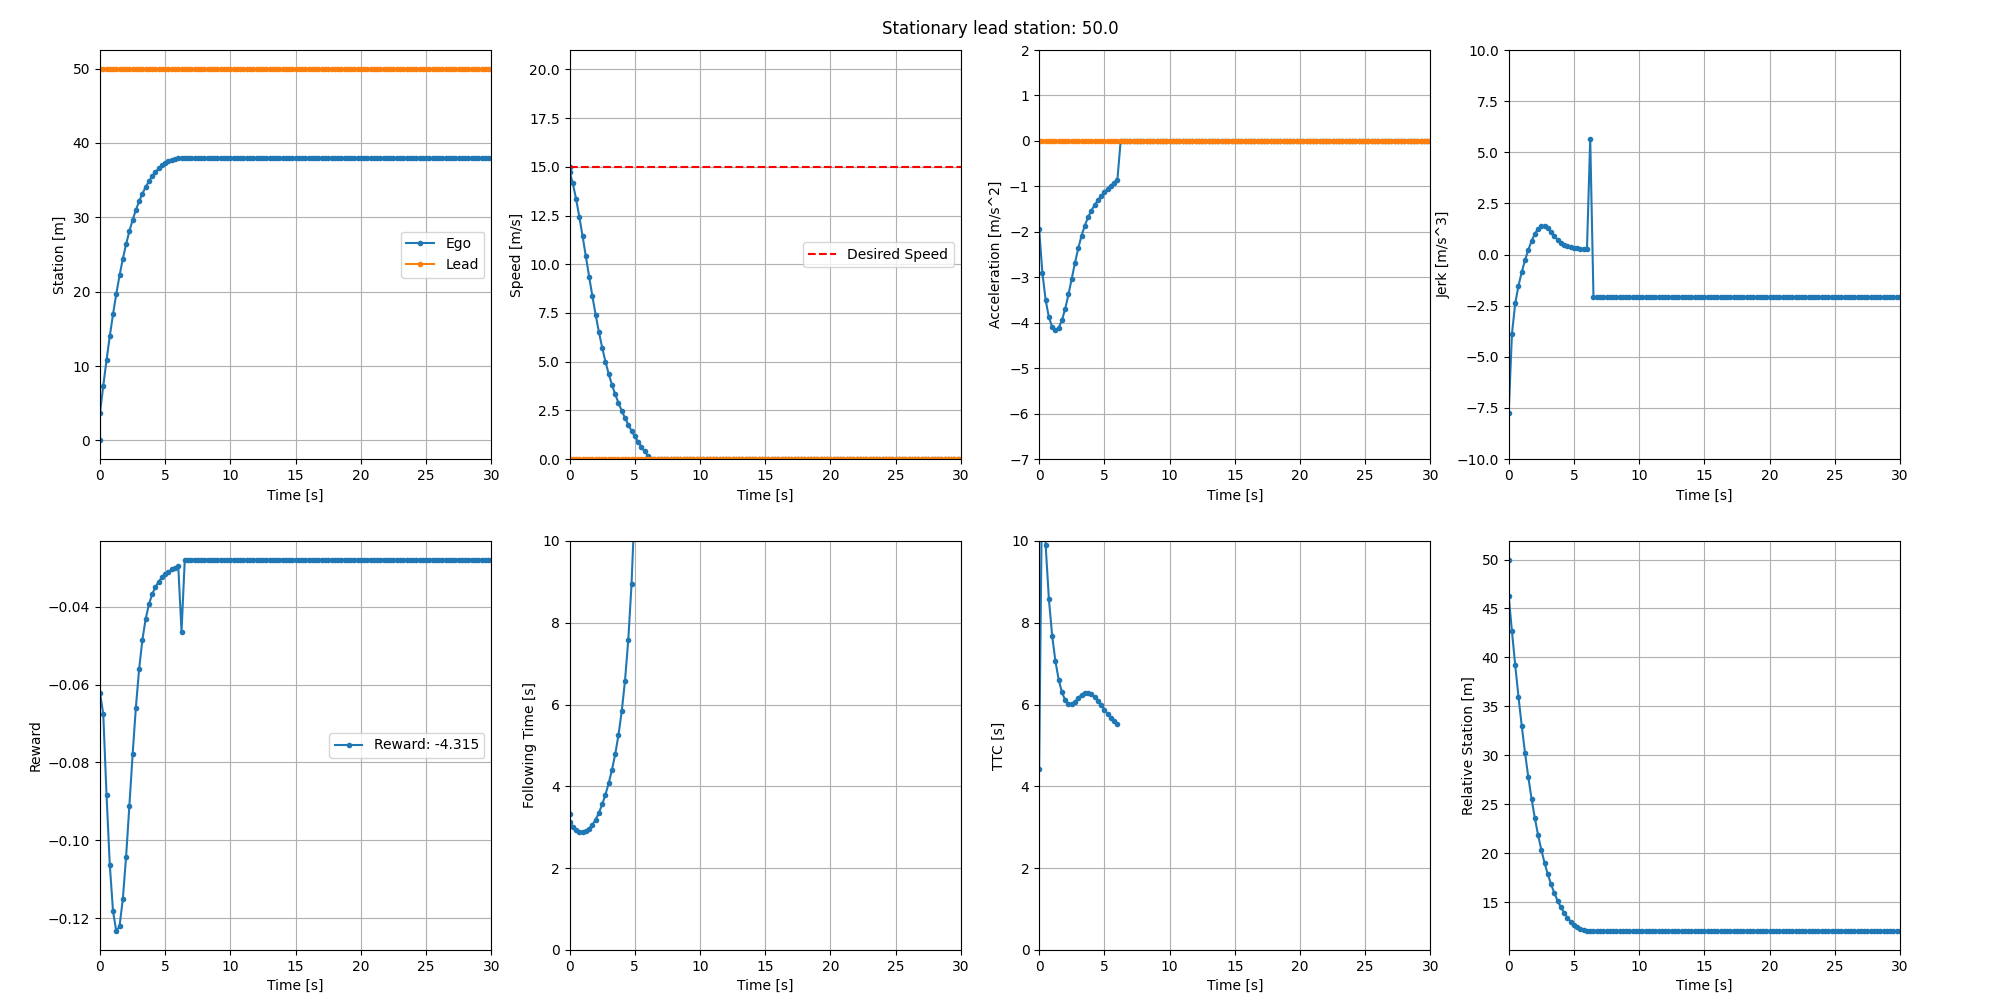 Stationary lead station: 50.0
Station [m]
50
40
30
20
10
0
Ego
Lead
0 5 10 15 20 25 30
Time [s]
Speed [m/s]
20.0
17.5
15.0
12.5
10.0
7.5
5.0
2.5
0.0
Desired Speed
0 5 10 15 20 25 30
Time [s]
Acceleration [m/s^2]
2
1
0
−1
−2
−3
−4
−5
−6
−7
0 5 10 15 20 25 30
Time [s]
Jerk [m/s^3]
10.0
7.5
5.0
2.5
0.0
−2.5
−5.0
−7.5
−10.0
0 5 10 15 20 25 30
Time [s]
Reward
−0.04
−0.06
−0.08
−0.10
−0.12
Reward: -4.315
0 5 10 15 20 25 30
Time [s]
Following Time [s]
10
8
6
4
2
0
0 5 10 15 20 25 30
Time [s]
TTC [s]
10
8
6
4
2
0
0 5 10 15 20 25 30
Time [s]
Relative Station [m]
50
45
40
35
30
25
20
15
0 5 10 15 20 25 30
Time [s]